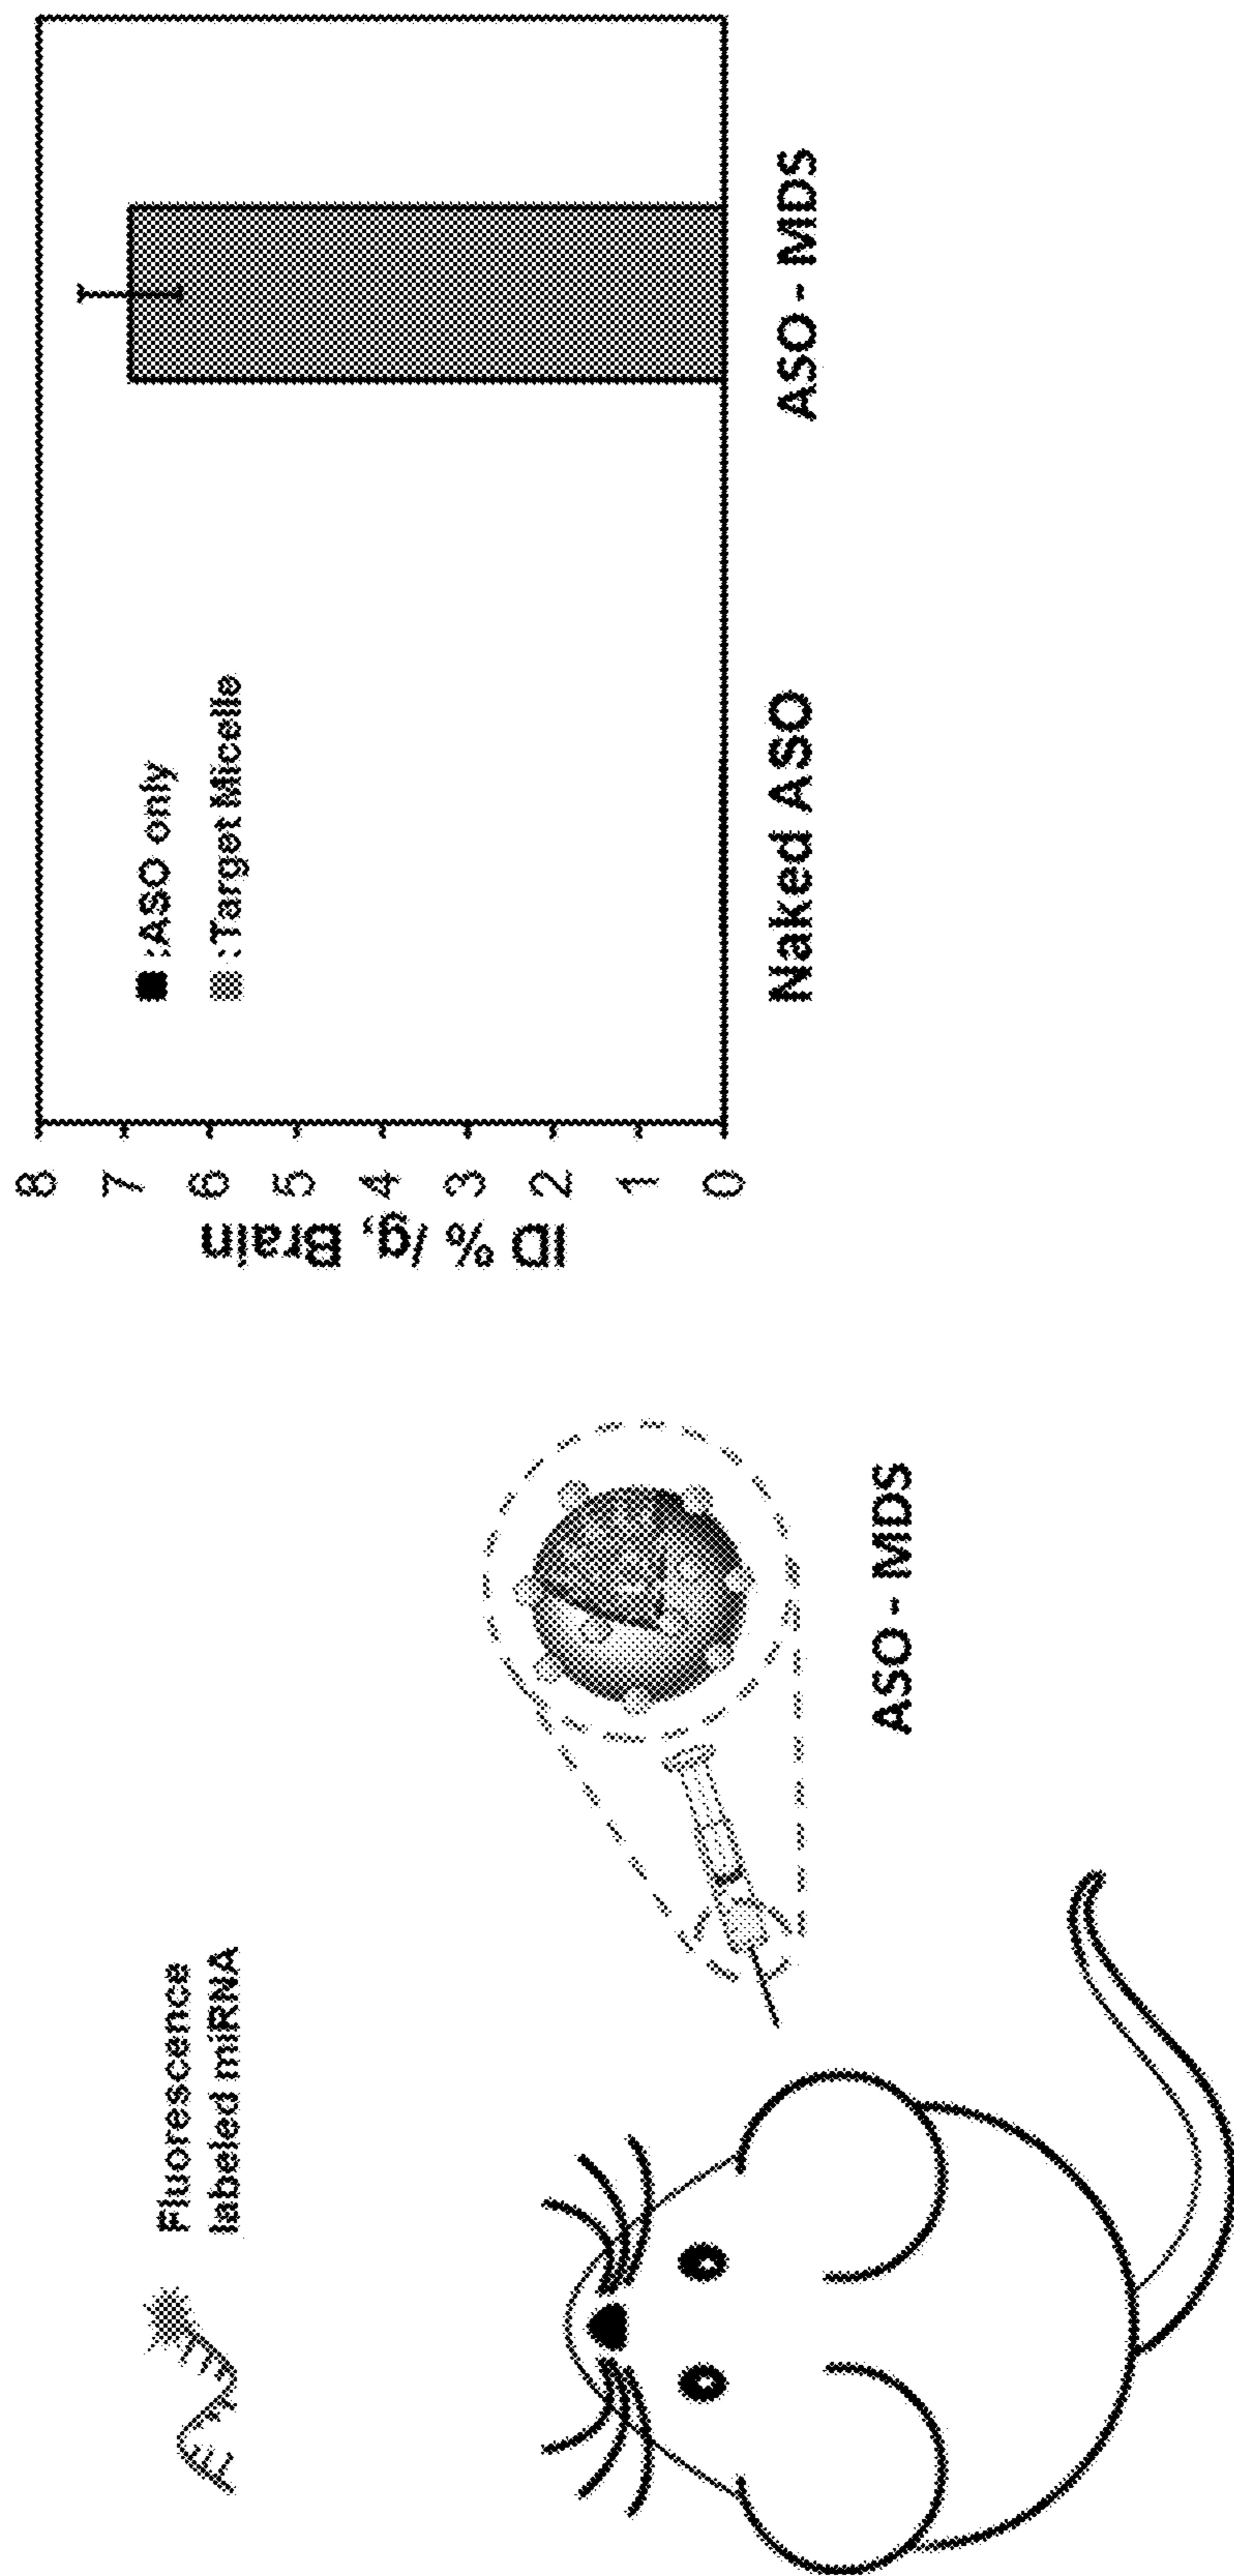 Fluorescence
labeled miRNA
ASO - MDS
ID % /g, Brain
8
7
6
5
4
3
2
1
0
:ASO only
:Target Micelle
Naked ASO
ASO - MDS